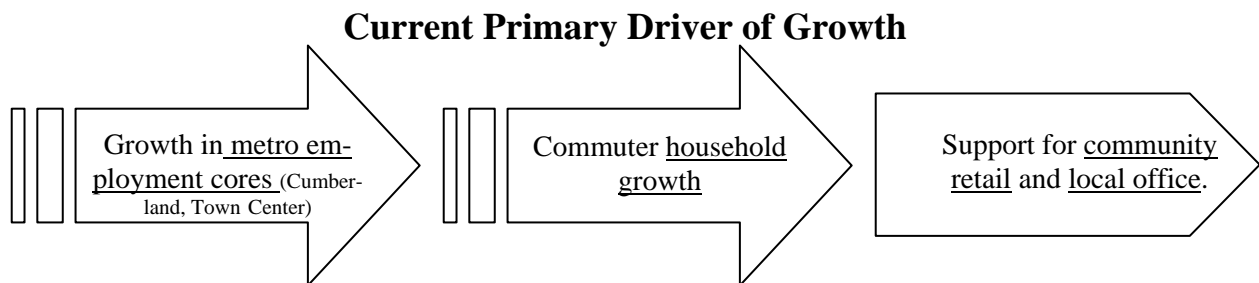 Current Primary Driver of Growth
Growth in metro em-
ployment cores (Cumber-
land, Town Center)
Commuter household
growth
Support for community
retail and local office.